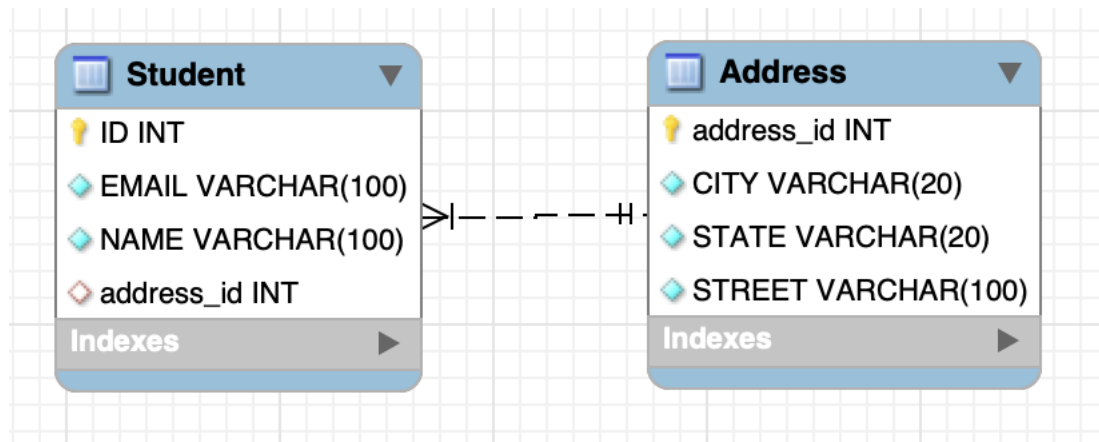 Student
ID INT
EMAIL VARCHAR(100)
NAME VARCHAR(100)
address_id INT
Indexes
Address
address_id INT
CITY VARCHAR(20)
STATE VARCHAR(20)
STREET VARCHAR(100)
Indexes